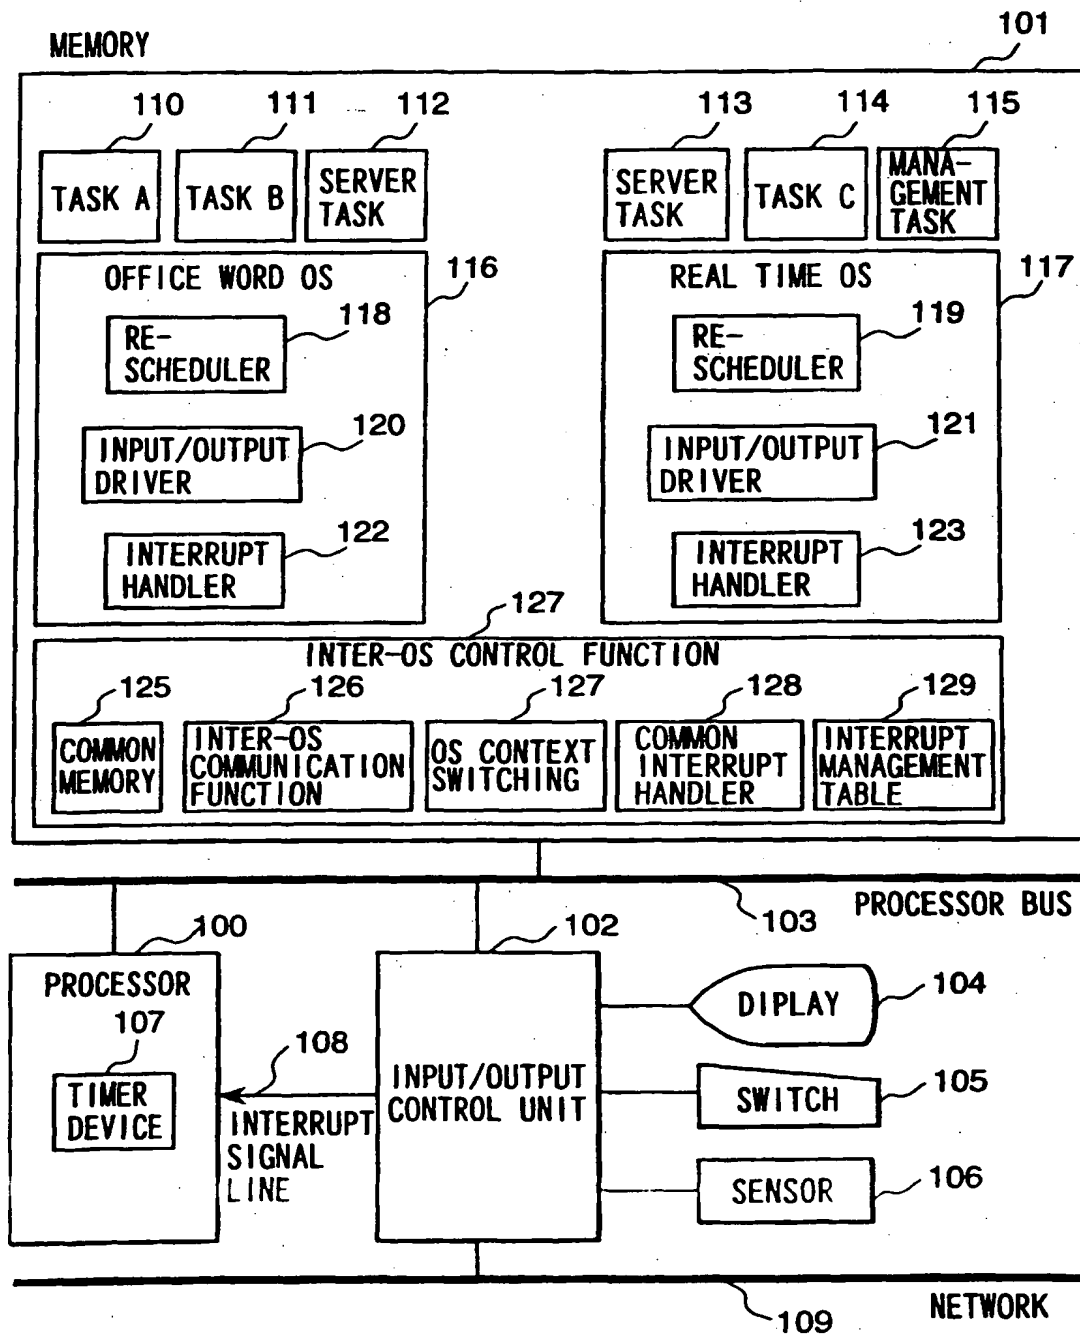 MEMORY
101
110
111
112
113
114
115
TASK A
TASK B
SERVER
TASK
SERVER
TASK
TASK C
MANA-
GEMENT
TASK
OFFICE WORD OS
116
REAL TIME OS
117
118
RE-
SCHEDULER
119
RE-
SCHEDULER
120
INPUT/OUTPUT
DRIVER
121
INPUT/OUTPUT
DRIVER
122
INTERRUPT
HANDLER
123
INTERRUPT
HANDLER
127
INTER-OS CONTROL FUNCTION
125
126
127
128
129
COMMON
MEMORY
INTER-OS
COMMUNICATION
FUNCTION
OS CONTEXT
SWITCHING
COMMON
INTERRUPT
HANDLER
INTERRUPT
MANAGEMENT
TABLE
PROCESSOR BUS
103
100
PROCESSOR
107
TIMER
DEVICE
108
INTERRUPT
SIGNAL
LINE
102
INPUT/OUTPUT
CONTROL UNIT
DIPLAY
104
SWITCH
105
SENSOR
106
109
NETWORK